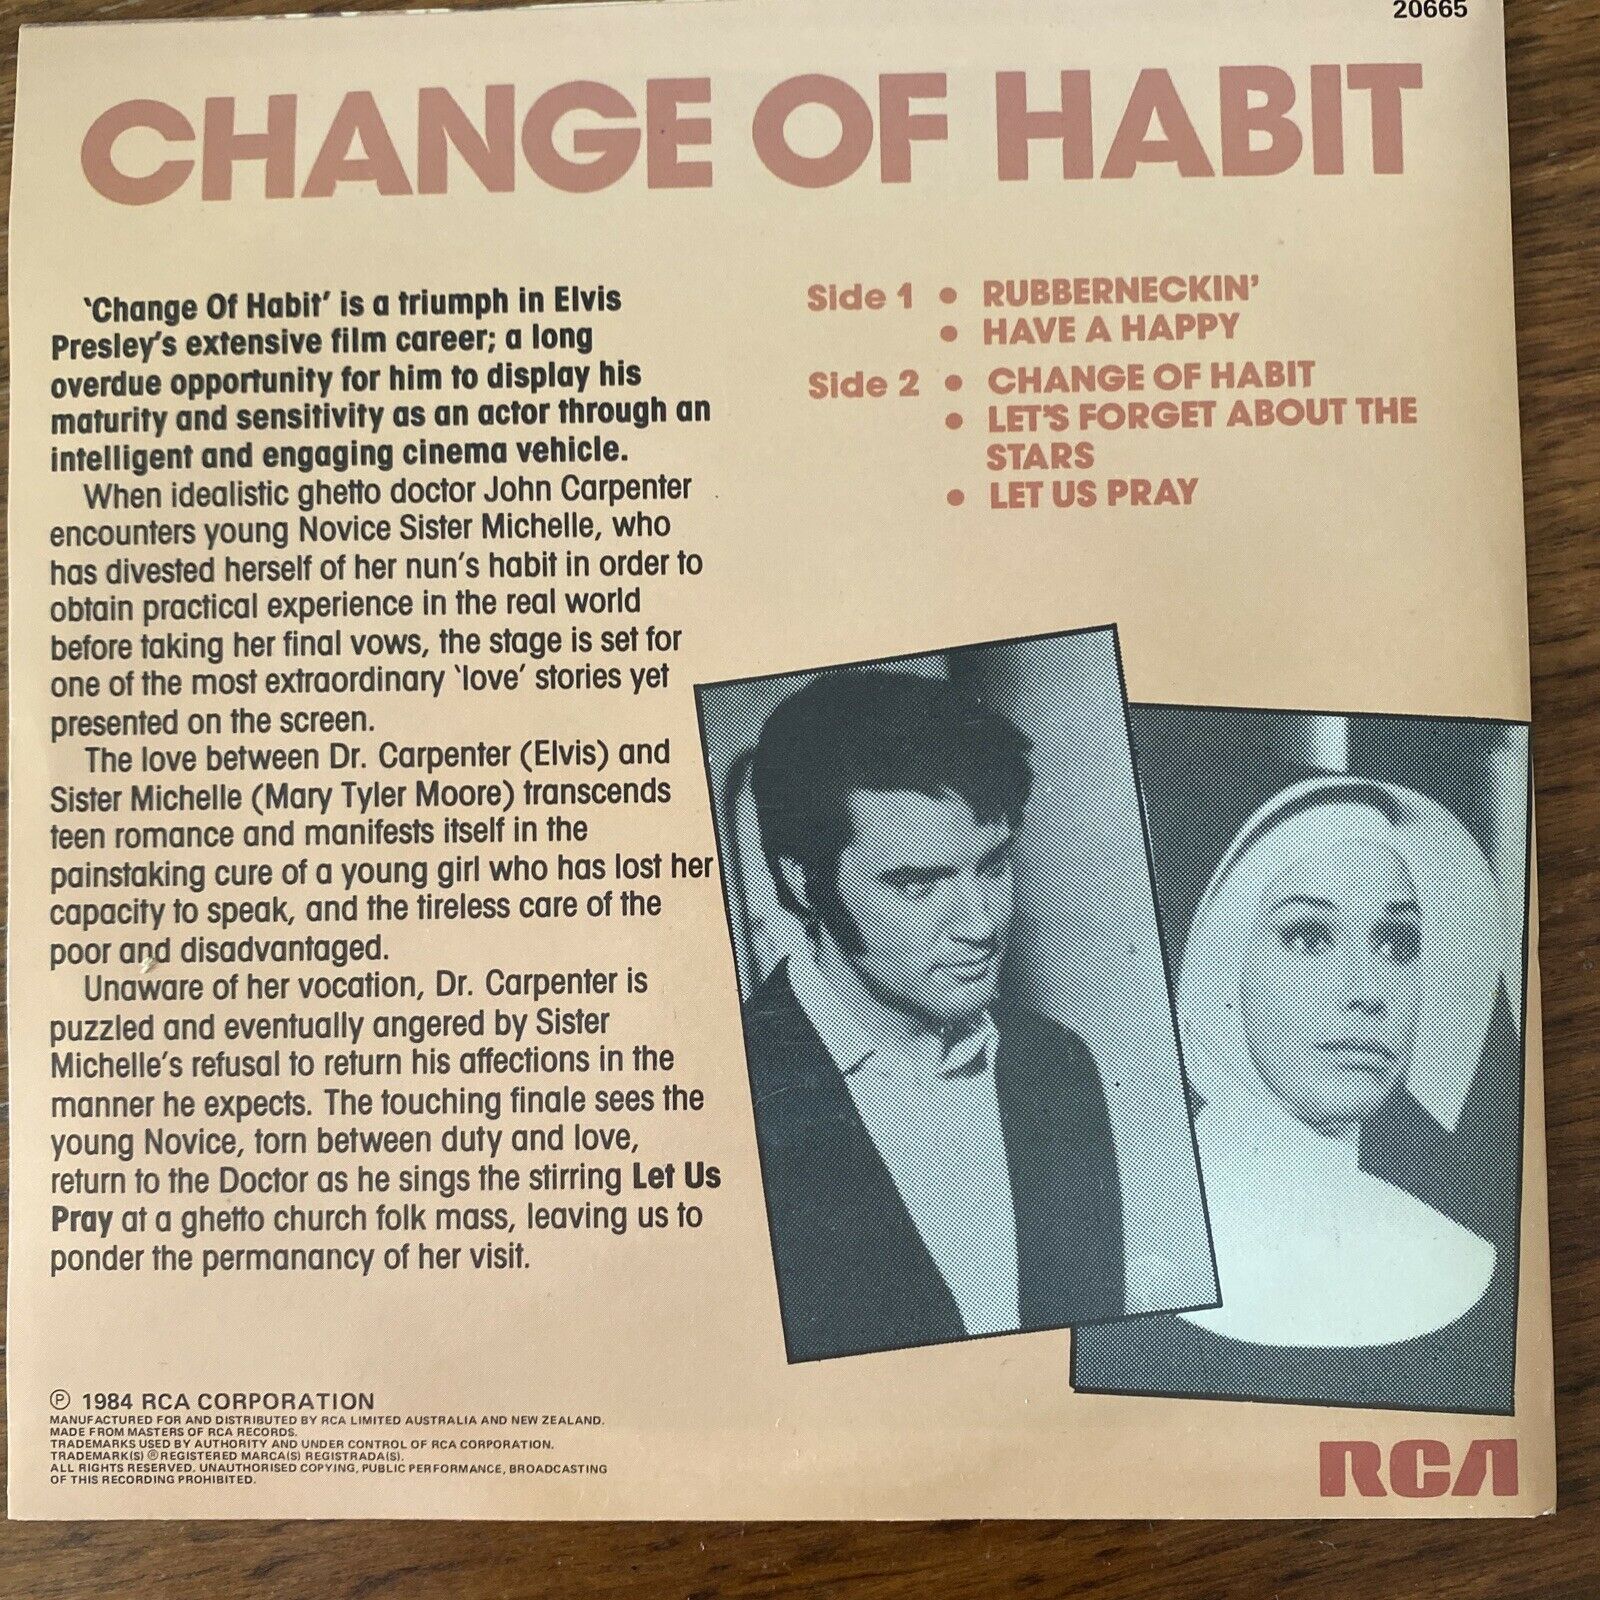 20665
CHANGE OF HABIT
'Change Of Habit' is a triumph in Elvis
Presley's extensive film career; a long
overdue opportunity for him to display his
maturity and sensitivity as an actor through an
intelligent and engaging cinema vehicle.
When idealistic ghetto doctor John Carpenter
encounters young Novice Sister Michelle, who
has divested herself of her nun's habit in order to
obtain practical experience in the real world
before taking her final vows, the stage is set for
one of the most extraordinary 'love' stories yet
presented on the screen.
The love between Dr. Carpenter (Elvis) and
Sister Michelle (Mary Tyler Moore) transcends
teen romance and manifests itself in the
painstaking cure of a young girl who has lost her
capacity to speak, and the tireless care of the
poor and disadvantaged.
Unaware of her vocation, Dr. Carpenter is
puzzled and eventually angered by Sister
Michelle's refusal to return his affections in the
manner he expects. The touching finale sees the
young Novice, torn between duty and love,
return to the Doctor as he sings the stirring Let Us
Pray at a ghetto church folk mass, leaving us to
ponder the permanancy of her visit.
Side 1 • RUBBERNECKIN'
• HAVE A HAPPY
Side 2 • CHANGE OF HABIT
• LET'S FORGET ABOUT THE
STARS
• LET US PRAY
℗ 1984 RCA CORPORATION
MANUFACTURED FOR AND DISTRIBUTED BY RCA LIMITED AUSTRALIA AND NEW ZEALAND.
MADE FROM MASTERS OF RCA RECORDS.
TRADEMARKS USED BY AUTHORITY AND UNDER CONTROL OF RCA CORPORATION.
TRADEMARK(S) ® REGISTERED MARCA(S) REGISTRADA(S).
ALL RIGHTS RESERVED. UNAUTHORISED COPYING, PUBLIC PERFORMANCE, BROADCASTING
OF THIS RECORDING PROHIBITED.
RCA